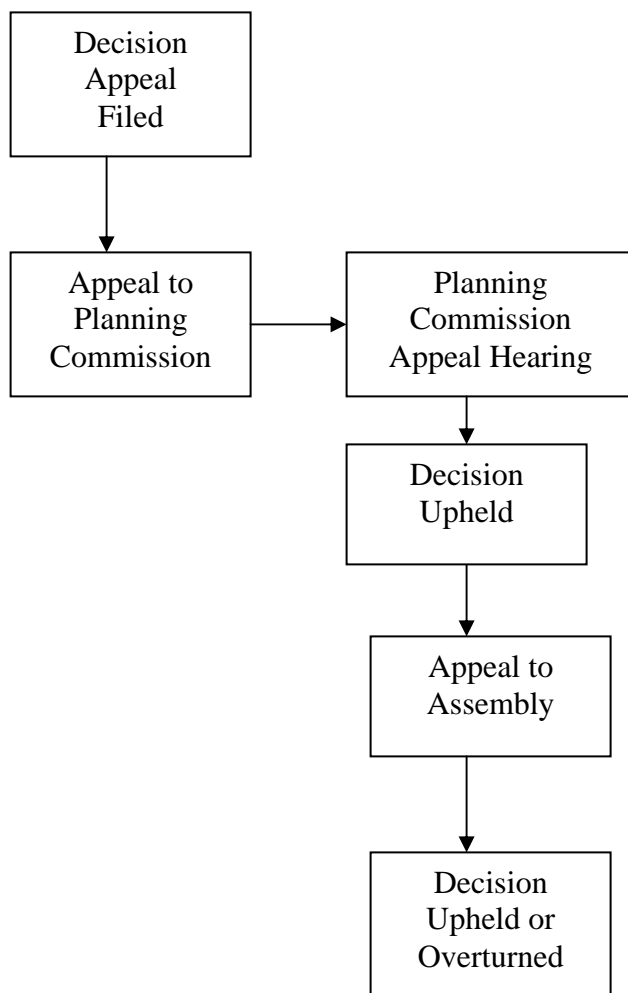 Decision
Appeal
Filed
Appeal to
Planning
Commission
Planning
Commission
Appeal Hearing
Decision
Upheld
Appeal to
Assembly
Decision
Upheld or
Overturned